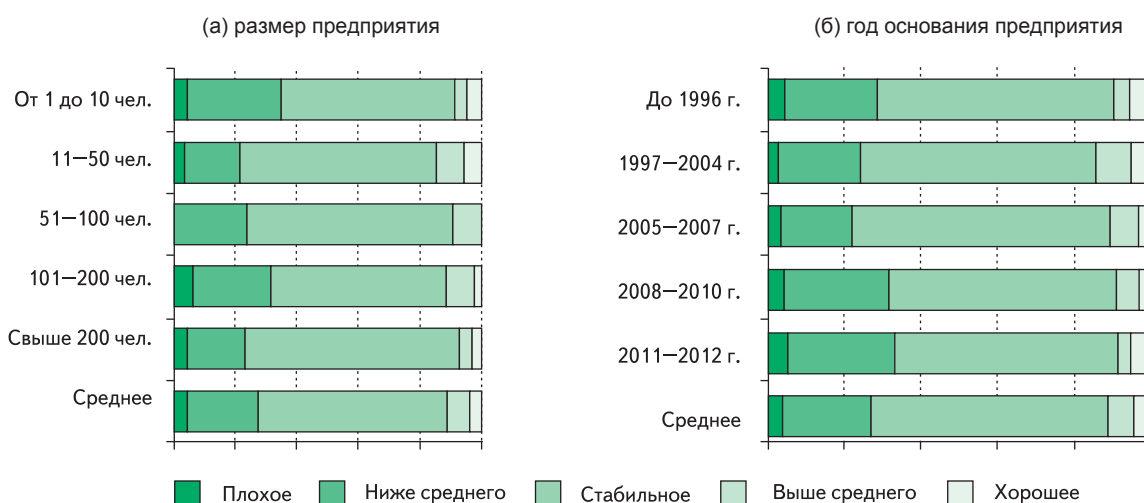 (а) размер предприятия
От 1 до 10 чел.
11—50 чел.
51—100 чел.
101—200 чел.
Свыше 200 чел.
Среднее
(б) год основания предприятия
До 1996 г.
1997—2004 г.
2005—2007 г.
2008—2010 г.
2011—2012 г.
Среднее
Плохое Ниже среднего Стабильное Выше среднего Хорошее